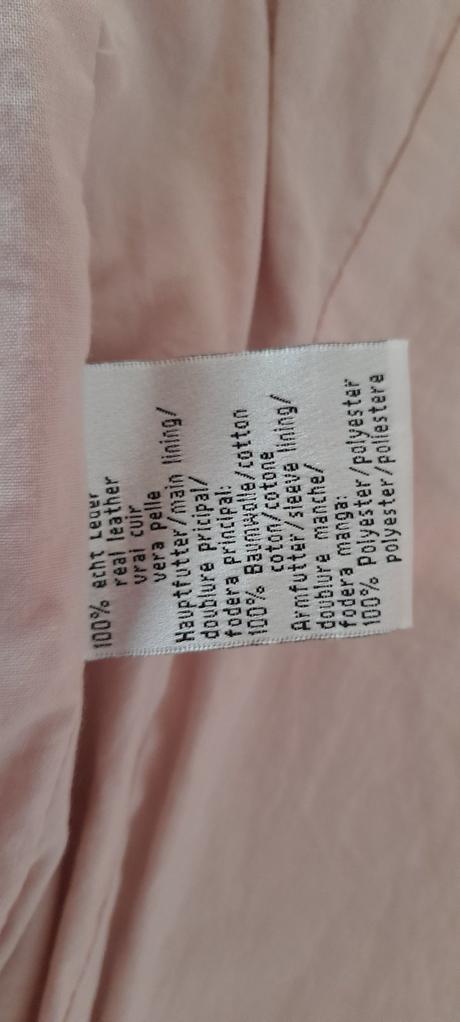 100% echt Leder
real leather
vrai cuir
vera pelle
Hauptfutter/main lining/
doublure pricipal/
fodera principal:
100% Baumwolle/cotton
coton/cotone
Armfutter/sleeve lining/
doublure manche/
fodera manga:
100% Polyester/polyester
polyester/poliestere